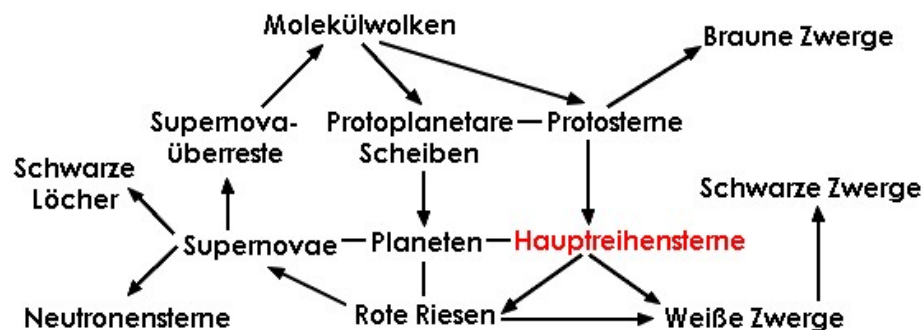 Molekülwolken
Braune Zwerge
Supernova-
überreste
Protoplanetare
Scheiben
Protosterne
Schwarze
Löcher
Schwarze Zwerge
Supernovae
Planeten
Hauptreihensterne
Neutronensterne
Rote Riesen
Weiße Zwerge